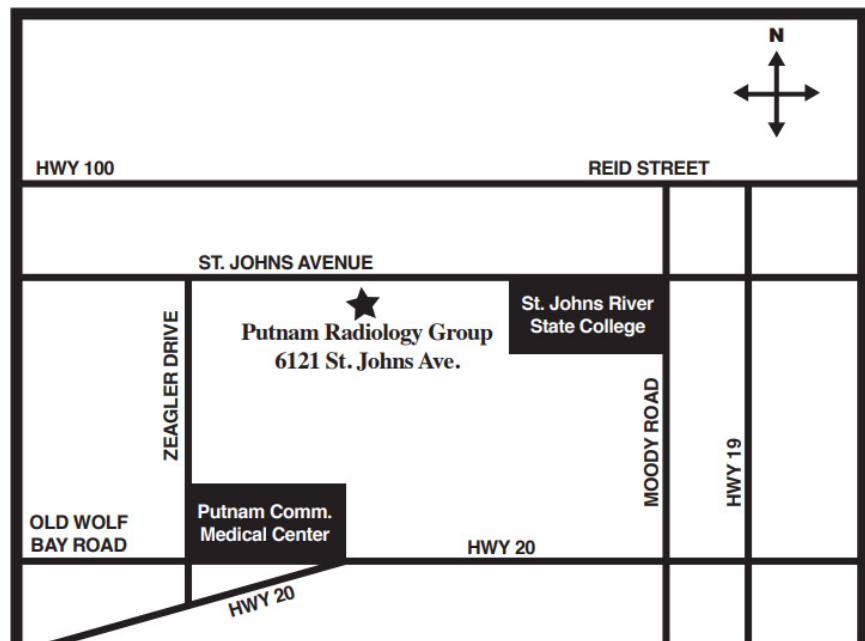 N
HWY 100
REID STREET
ST. JOHNS AVENUE
Putnam Radiology Group
6121 St. Johns Ave.
St. Johns River
State College
ZEAGLER DRIVE
MOODY ROAD
HWY 19
Putnam Comm.
Medical Center
OLD WOLF
BAY ROAD
HWY 20
HWY 20